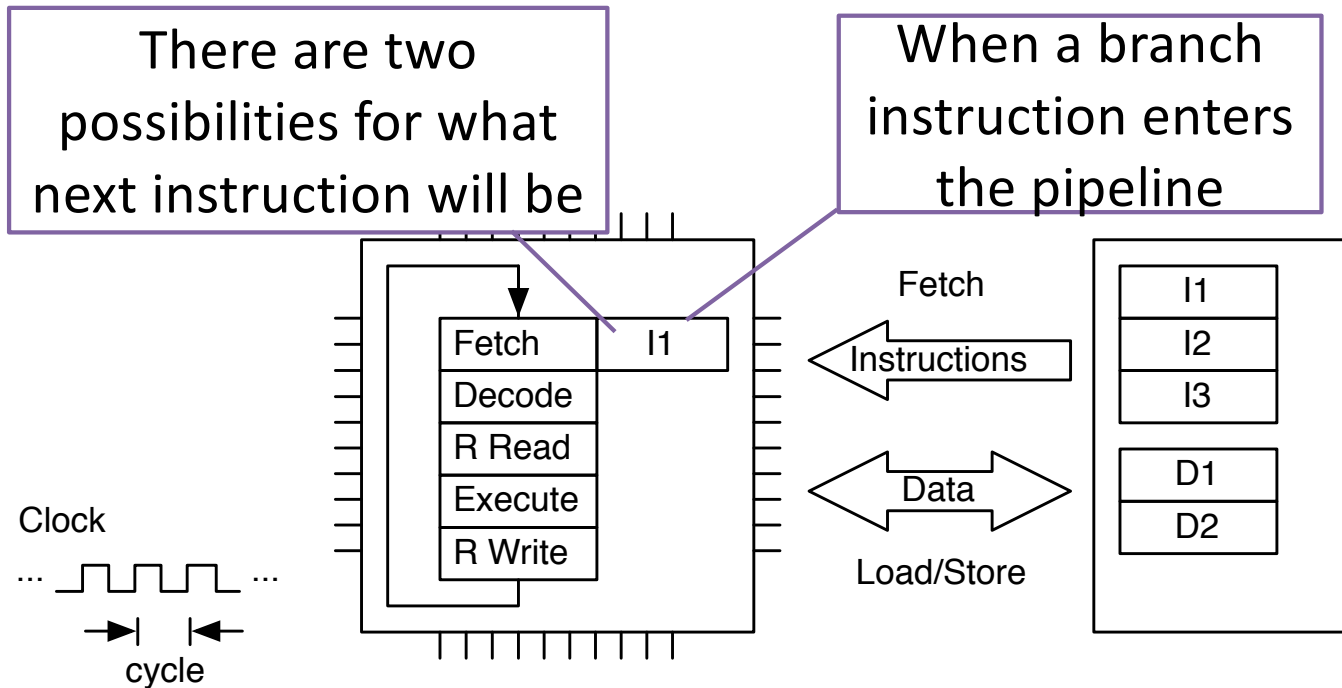 There are two
possibilities for what
next instruction will be
When a branch
instruction enters
the pipeline
Fetch
I1
Decode
R Read
Execute
R Write
Fetch
Instructions
Data
Load/Store
I1
I2
I3
D1
D2
Clock
... ...
cycle